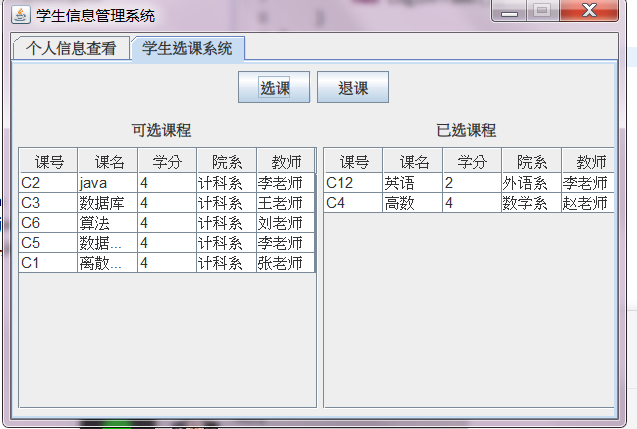 学生信息管理系统
个人信息查看 学生选课系统
选课 退课
可选课程 已选课程
课号 课名 学分 院系 教师 课号 课名 学分 院系 教师
C2 java 4 计科系 李老师 C12 英语 2 外语系 李老师
C3 数据库 4 计科系 王老师 C4 高数 4 数学系 赵老师
C6 算法 4 计科系 刘老师
C5 数据... 4 计科系 李老师
C1 离散... 4 计科系 张老师